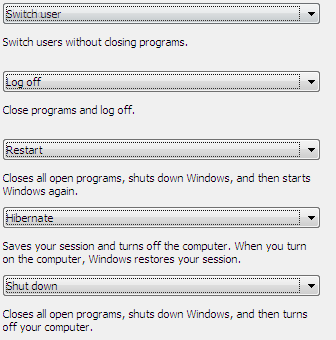 Switch user
Switch users without closing programs.
Log off
Close programs and log off.
Restart
Closes all open programs, shuts down Windows, and then starts
Windows again.
Hibernate
Saves your session and turns off the computer. When you turn
on the computer, Windows restores your session.
Shut down
Closes all open programs, shuts down Windows, and then turns
off your computer.